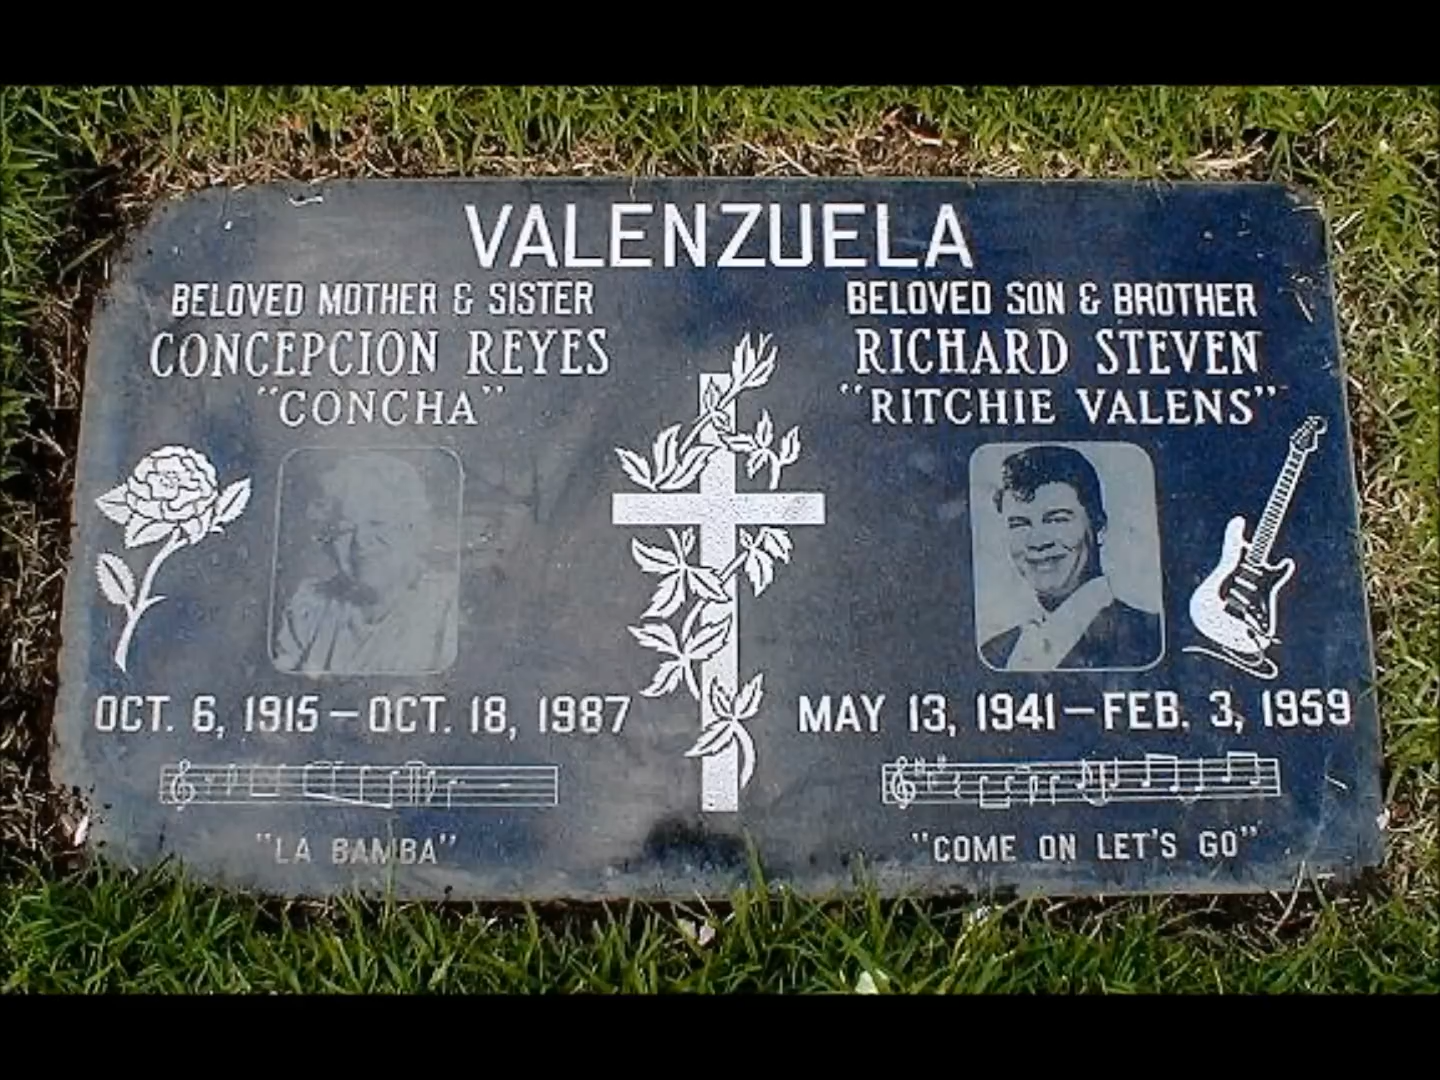 VALENZUELA
BELOVED MOTHER & SISTER
CONCEPCION REYES
"CONCHA"
OCT. 6, 1915 – OCT. 18, 1987
"LA BAMBA"
BELOVED SON & BROTHER
RICHARD STEVEN
"RITCHIE VALENS"
MAY 13, 1941 – FEB. 3, 1959
"COME ON LET'S GO"